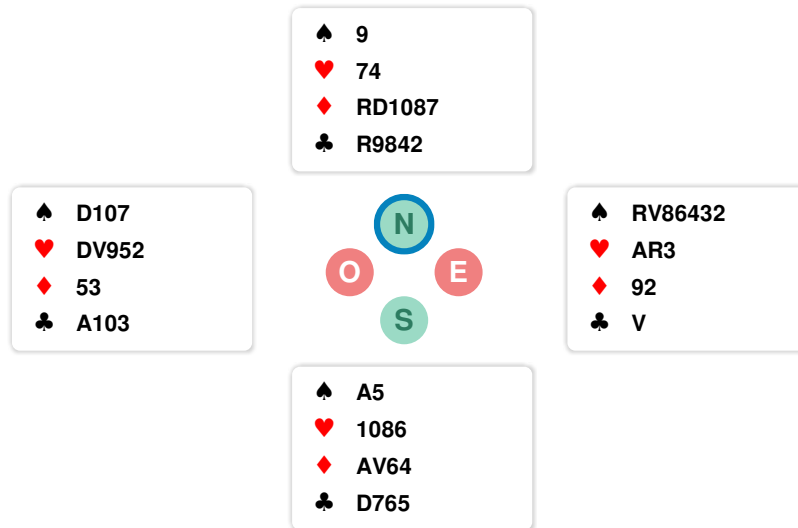 ♠ 9
♥ 74
♦ RD1087
♣ R9842
♠ D107
♥ DV952
♦ 53
♣ A103
N
O
E
S
♠ RV86432
♥ AR3
♦ 92
♣ V
♠ A5
♥ 1086
♦ AV64
♣ D765